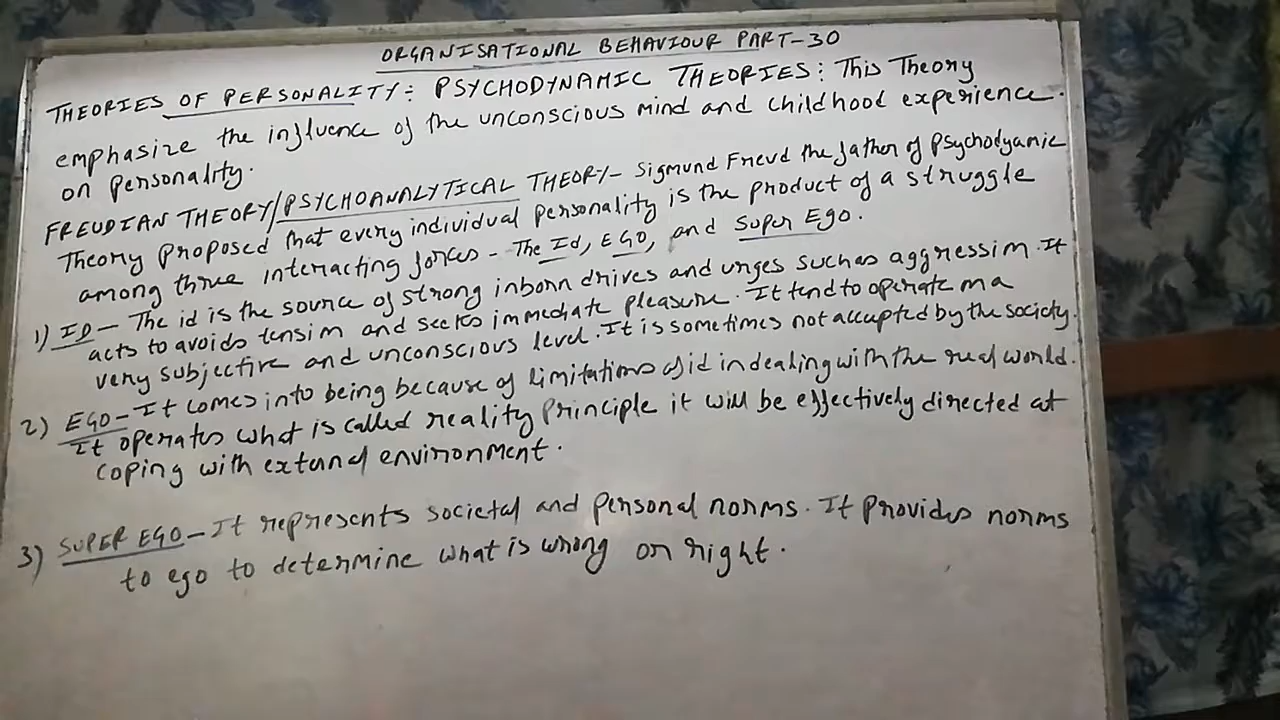 ORGANISATIONAL BEHAVIOUR PART-30
THEORIES OF PERSONALITY: PSYCHODYNAMIC THEORIES: This Theory
emphasize the influence of the unconscious mind and childhood experience.
on personality.
FREUDIAN THEORY/PSYCHOANALYTICAL THEORY- Sigmund Freud the father of Psychodyamic
Theory proposed that every individual personality is the product of a struggle
among three interacting forces - The Id, EGO, and Super Ego.
1) ID - The id is the source of strong inborn drives and urges such as aggression. It
acts to avoids tension and seeks immediate pleasure. It tend to operate on a
very subjective and unconscious level. It is sometimes not accepted by the society.
2) EGO - It comes into being because of limitations of id in dealing with the real world.
It operates what is called reality principle it will be effectively directed at
coping with external environment.
3) SUPER EGO - It represents societal and personal norms. It provides norms
to ego to determine what is wrong or right.